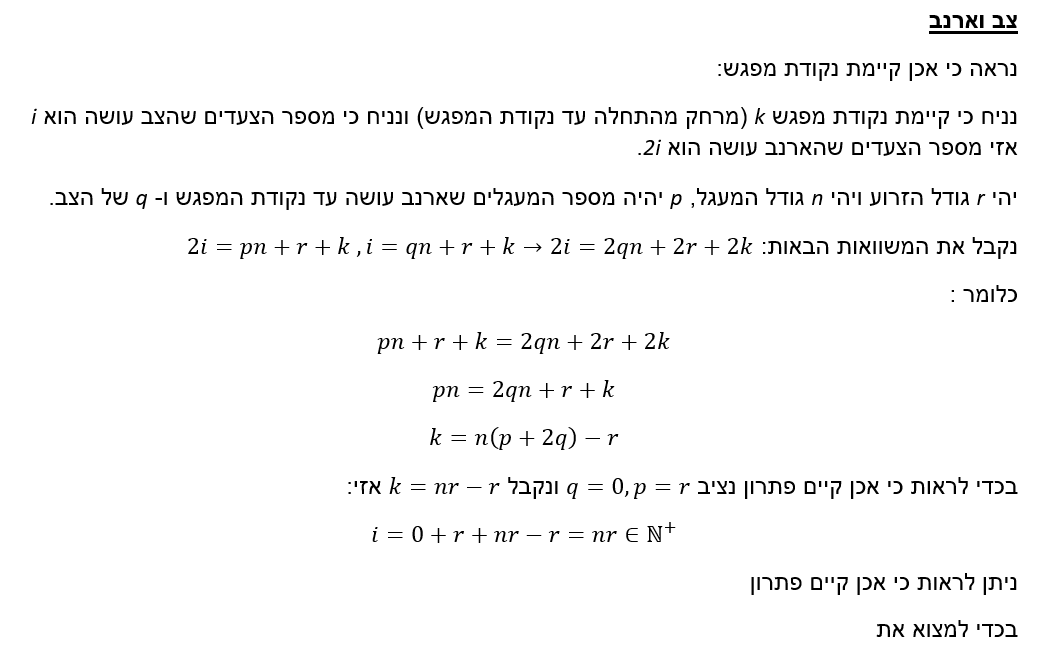 צב וארנב
נראה כי אכן קיימת נקודת מפגש:
נניח כי קיימת נקודת מפגש k (מרחק מהתחלה עד נקודת המפגש) ונניח כי מספר הצעדים שהצב עושה הוא i
אזי מספר הצעדים שהארנב עושה הוא 2i.
יהי r גודל הזרוע ויהי n גודל המעגל, p יהיה מספר המעגלים שארנב עושה עד נקודת המפגש ו- q של הצב.
נקבל את המשוואות הבאות: 2i = pn + r + k , i = qn + r + k → 2i = 2qn + 2r + 2k
כלומר :
pn + r + k = 2qn + 2r + 2k
pn = 2qn + r + k
k = n(p + 2q) − r
בכדי לראות כי אכן קיים פתרון נציב q = 0, p = r ונקבל k = nr − r אזי:
i = 0 + r + nr − r = nr ∈ ℕ⁺
ניתן לראות כי אכן קיים פתרון
בכדי למצוא את